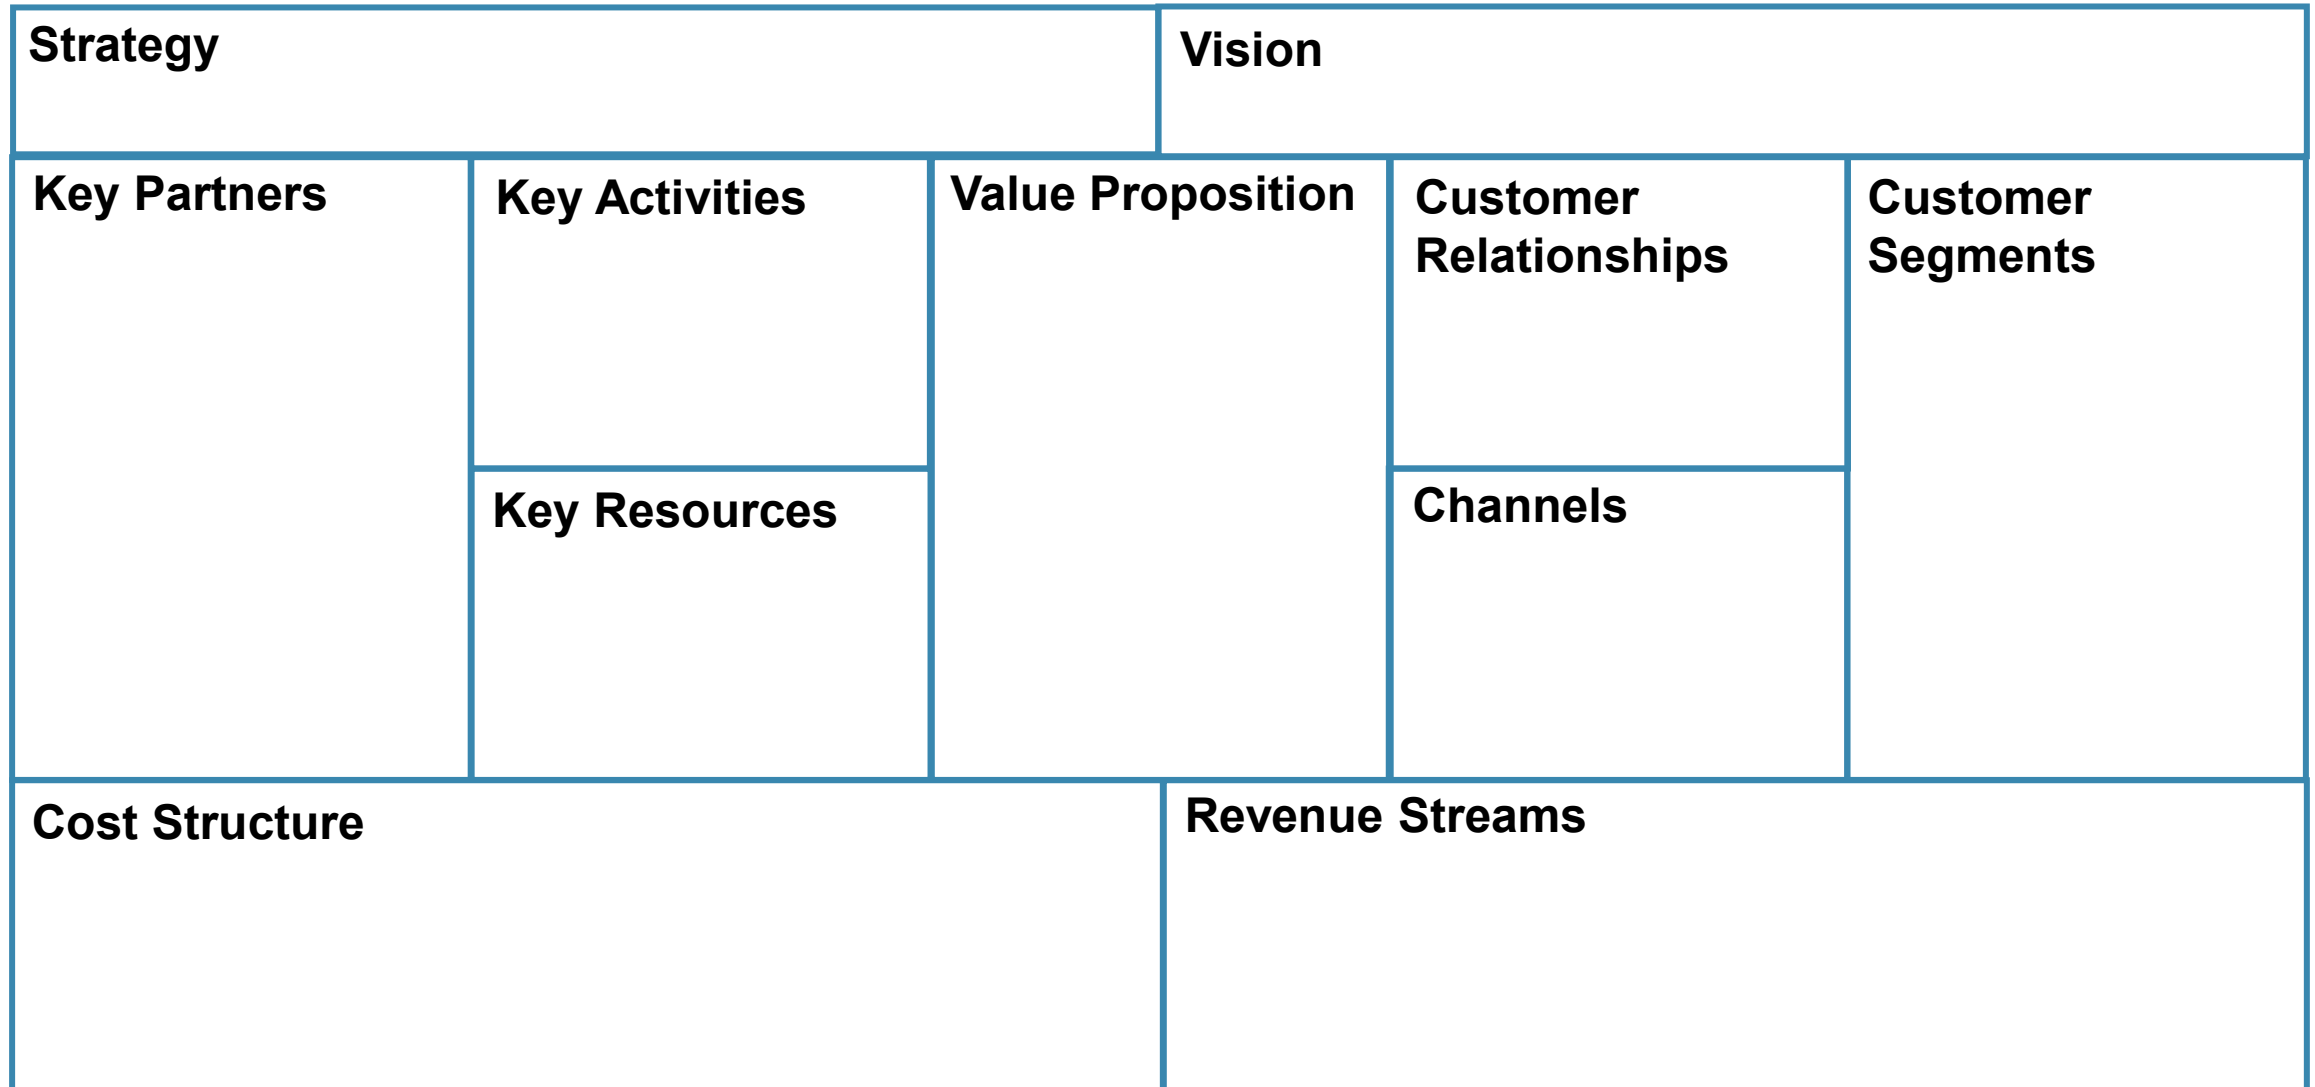 Strategy
Vision
Key Partners
Key Activities
Value Proposition
Customer
Relationships
Customer
Segments
Key Resources
Channels
Cost Structure
Revenue Streams